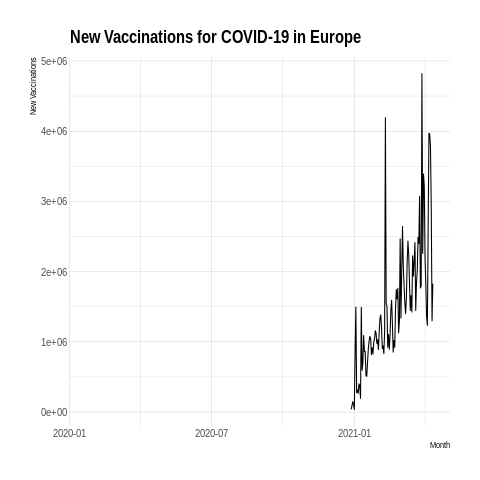 New Vaccinations for COVID-19 in Europe
New Vaccinations
5e+06
4e+06
3e+06
2e+06
1e+06
0e+00
2020-01 2020-07 2021-01
Month